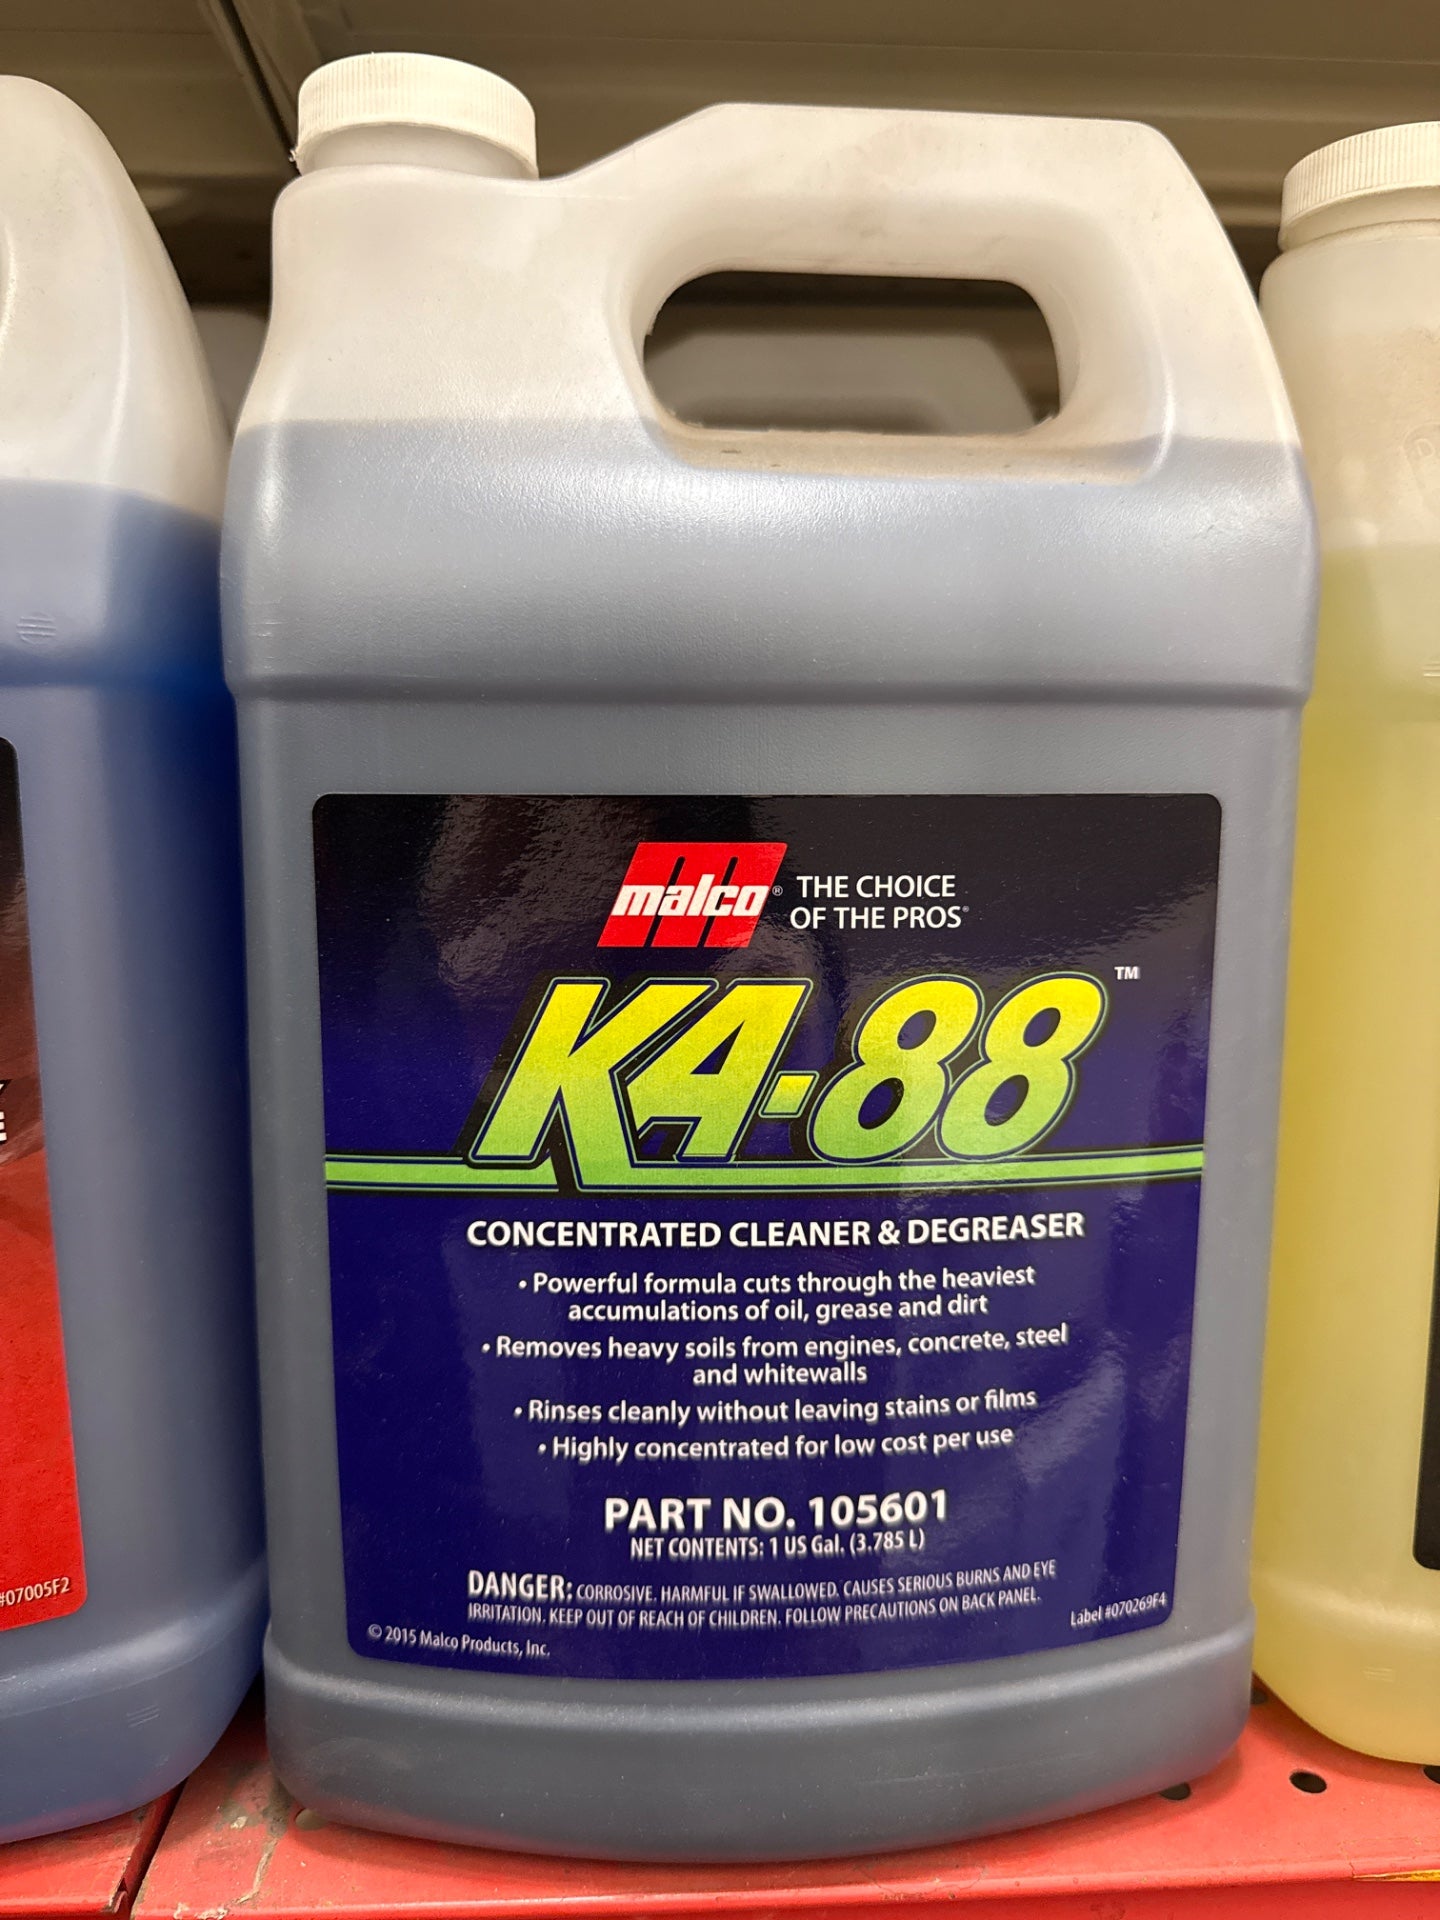 malco® THE CHOICE
OF THE PROS®
KA-88™
CONCENTRATED CLEANER & DEGREASER
• Powerful formula cuts through the heaviest
accumulations of oil, grease and dirt
• Removes heavy soils from engines, concrete, steel
and whitewalls
• Rinses cleanly without leaving stains or films
• Highly concentrated for low cost per use
PART NO. 105601
NET CONTENTS: 1 US Gal. (3.785 L)
DANGER: CORROSIVE. HARMFUL IF SWALLOWED. CAUSES SERIOUS BURNS AND EYE
IRRITATION. KEEP OUT OF REACH OF CHILDREN. FOLLOW PRECAUTIONS ON BACK PANEL.
© 2015 Malco Products, Inc.
Label #070269F4
#07005F2